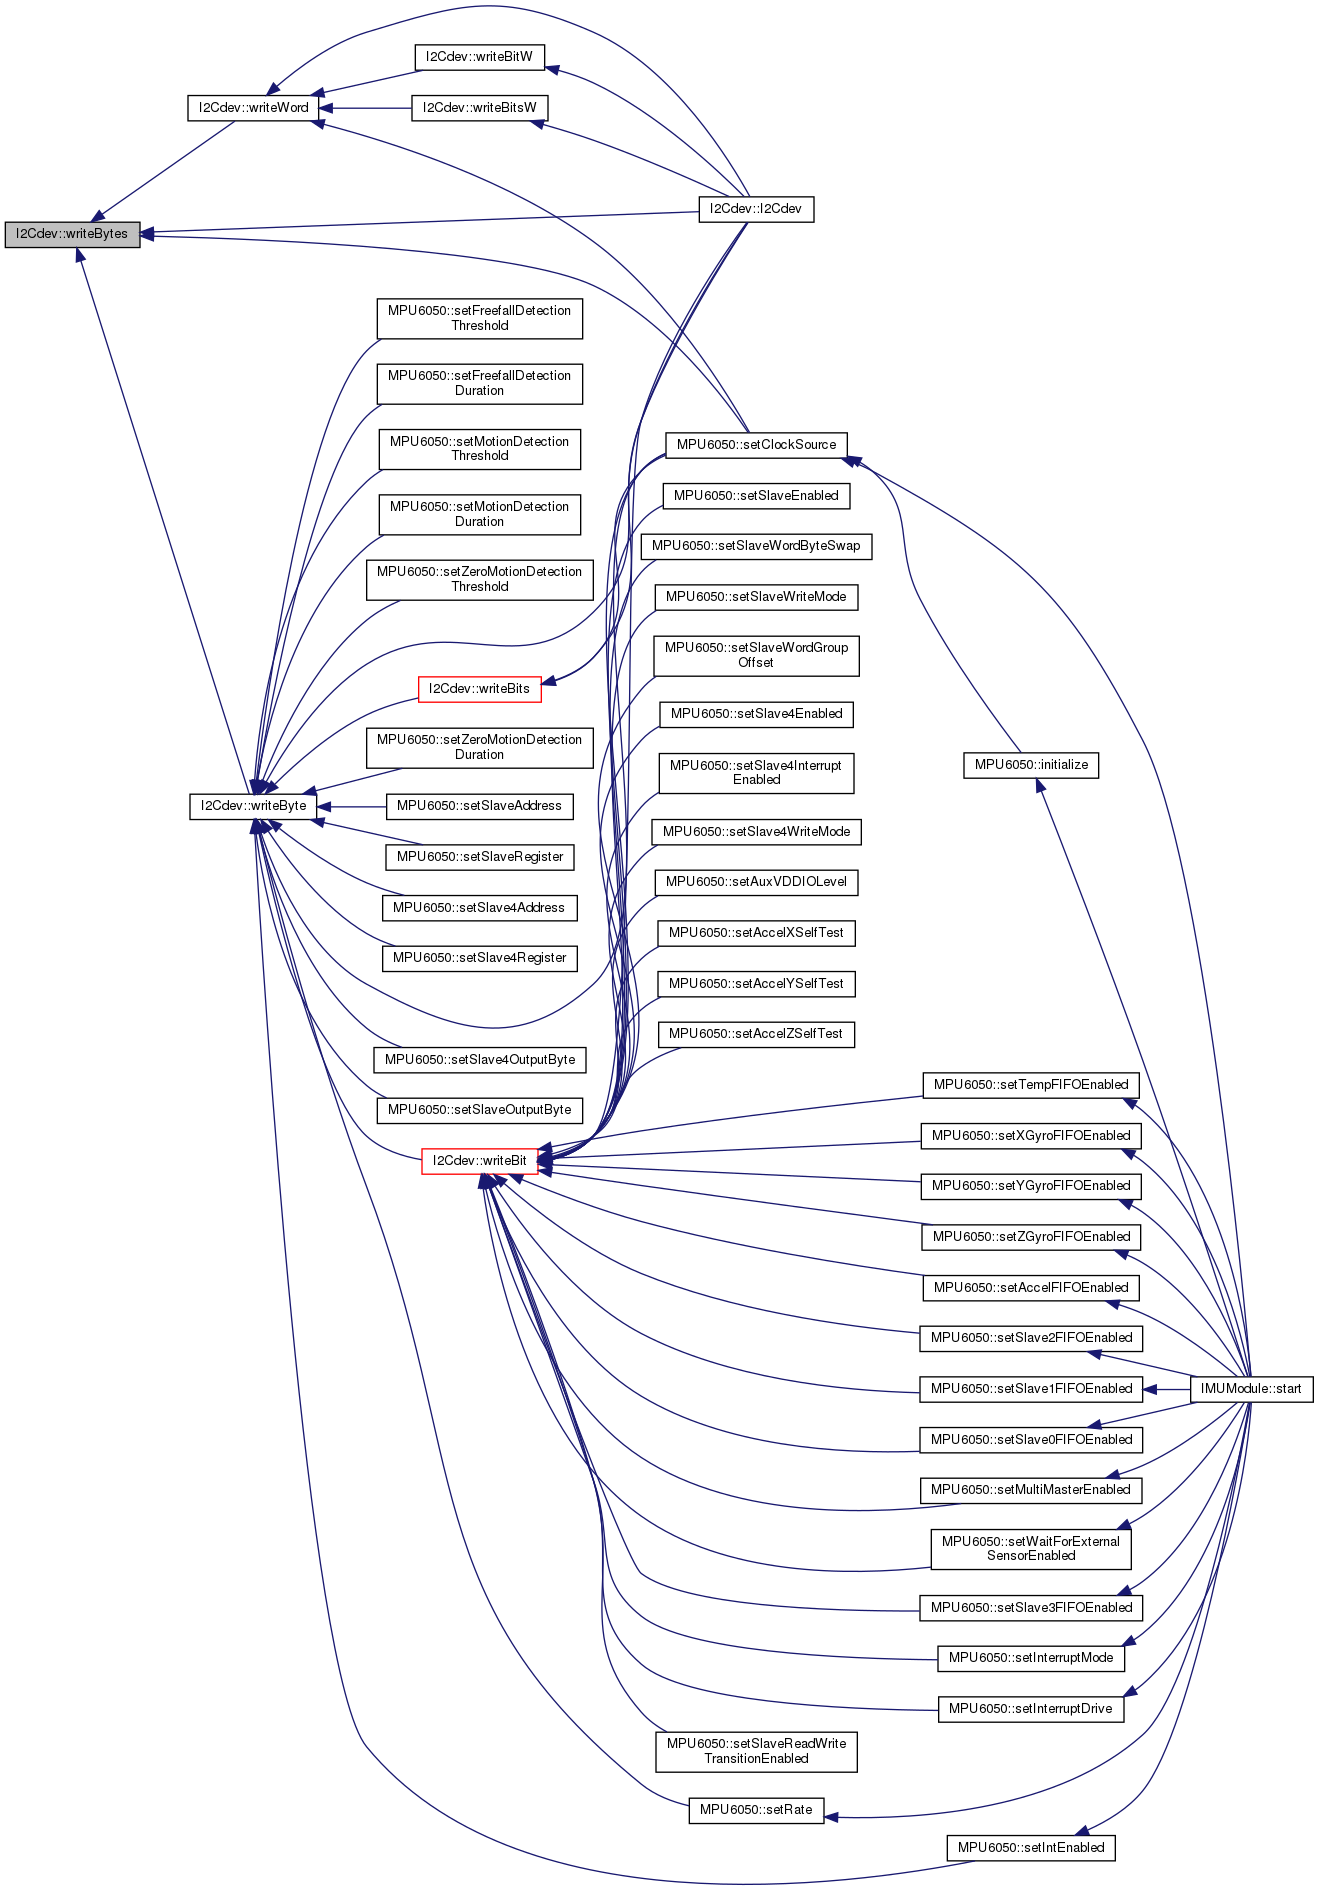 I2Cdev::writeBitW
I2Cdev::writeWord
I2Cdev::writeBitsW
I2Cdev::I2Cdev
I2Cdev::writeBytes
MPU6050::setFreefallDetection
Threshold
MPU6050::setFreefallDetection
Duration
MPU6050::setMotionDetection
Threshold
MPU6050::setClockSource
MPU6050::setSlaveEnabled
MPU6050::setMotionDetection
Duration
MPU6050::setSlaveWordByteSwap
MPU6050::setZeroMotionDetection
Threshold
MPU6050::setSlaveWriteMode
MPU6050::setSlaveWordGroup
Offset
I2Cdev::writeBits
MPU6050::setSlave4Enabled
MPU6050::setZeroMotionDetection
Duration
MPU6050::setSlave4Interrupt
Enabled
MPU6050::initialize
I2Cdev::writeByte
MPU6050::setSlaveAddress
MPU6050::setSlave4WriteMode
MPU6050::setSlaveRegister
MPU6050::setAuxVDDIOLevel
MPU6050::setSlave4Address
MPU6050::setAccelXSelfTest
MPU6050::setSlave4Register
MPU6050::setAccelYSelfTest
MPU6050::setAccelZSelfTest
MPU6050::setSlave4OutputByte
MPU6050::setTempFIFOEnabled
MPU6050::setSlaveOutputByte
MPU6050::setXGyroFIFOEnabled
I2Cdev::writeBit
MPU6050::setYGyroFIFOEnabled
MPU6050::setZGyroFIFOEnabled
MPU6050::setAccelFIFOEnabled
MPU6050::setSlave2FIFOEnabled
MPU6050::setSlave1FIFOEnabled
IMUModule::start
MPU6050::setSlave0FIFOEnabled
MPU6050::setMultiMasterEnabled
MPU6050::setWaitForExternal
SensorEnabled
MPU6050::setSlave3FIFOEnabled
MPU6050::setInterruptMode
MPU6050::setInterruptDrive
MPU6050::setSlaveReadWrite
TransitionEnabled
MPU6050::setRate
MPU6050::setIntEnabled